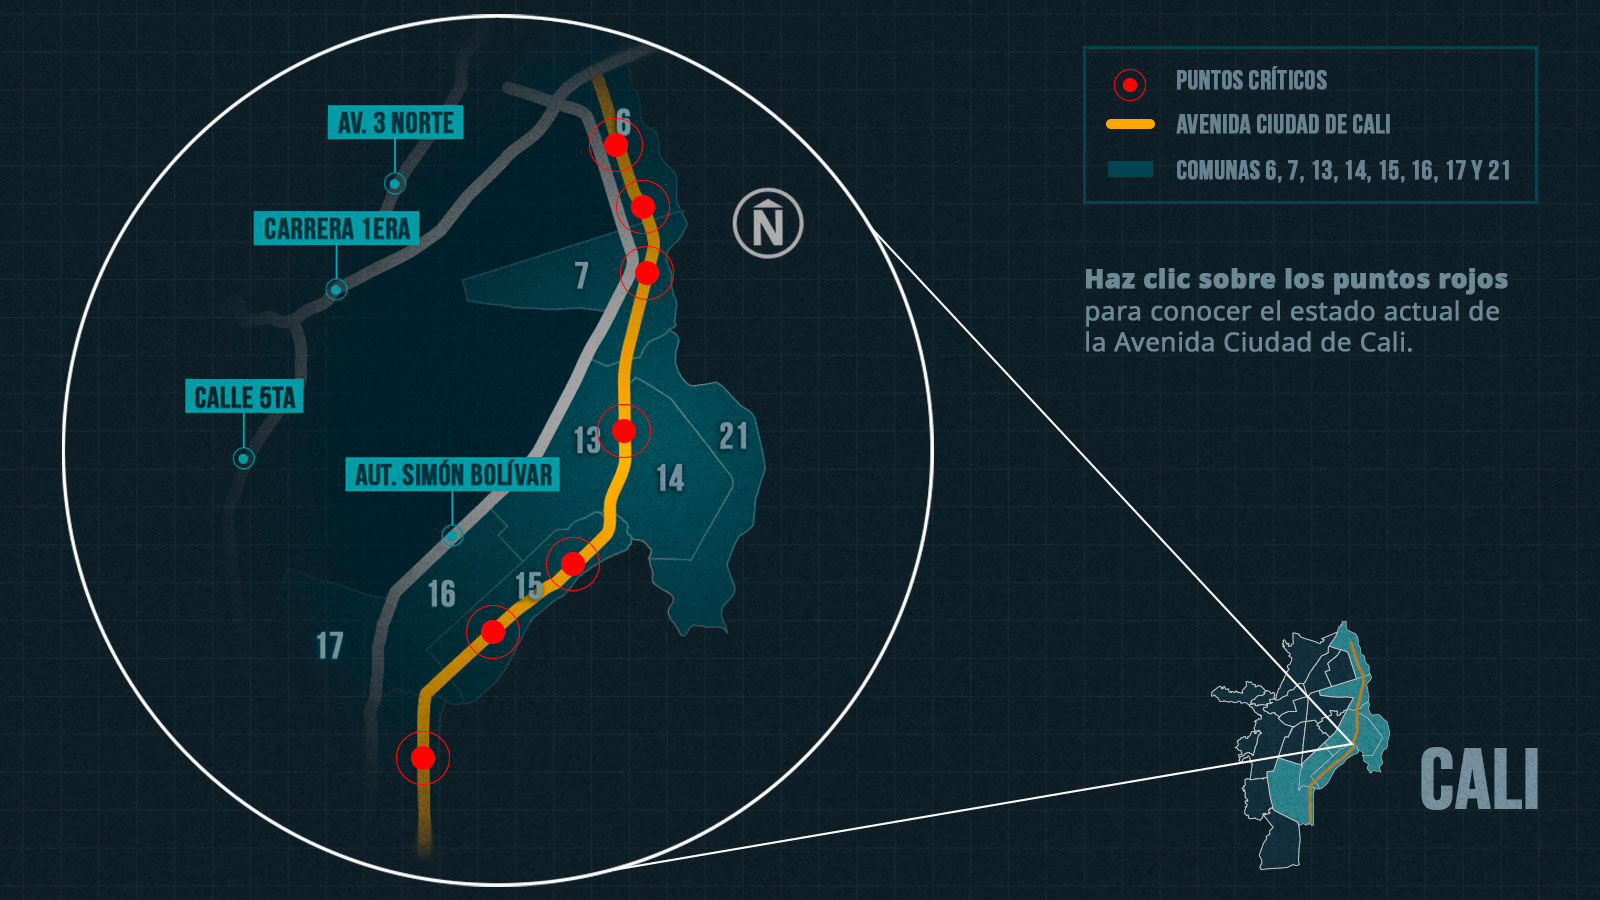 AV. 3 NORTE
CARRERA 1ERA
CALLE 5TA
AUT. SIMÓN BOLÍVAR
6
7
13
21
14
15
16
17
N
PUNTOS CRÍTICOS
AVENIDA CIUDAD DE CALI
COMUNAS 6, 7, 13, 14, 15, 16, 17 Y 21
Haz clic sobre los puntos rojos
para conocer el estado actual de
la Avenida Ciudad de Cali.
CALI